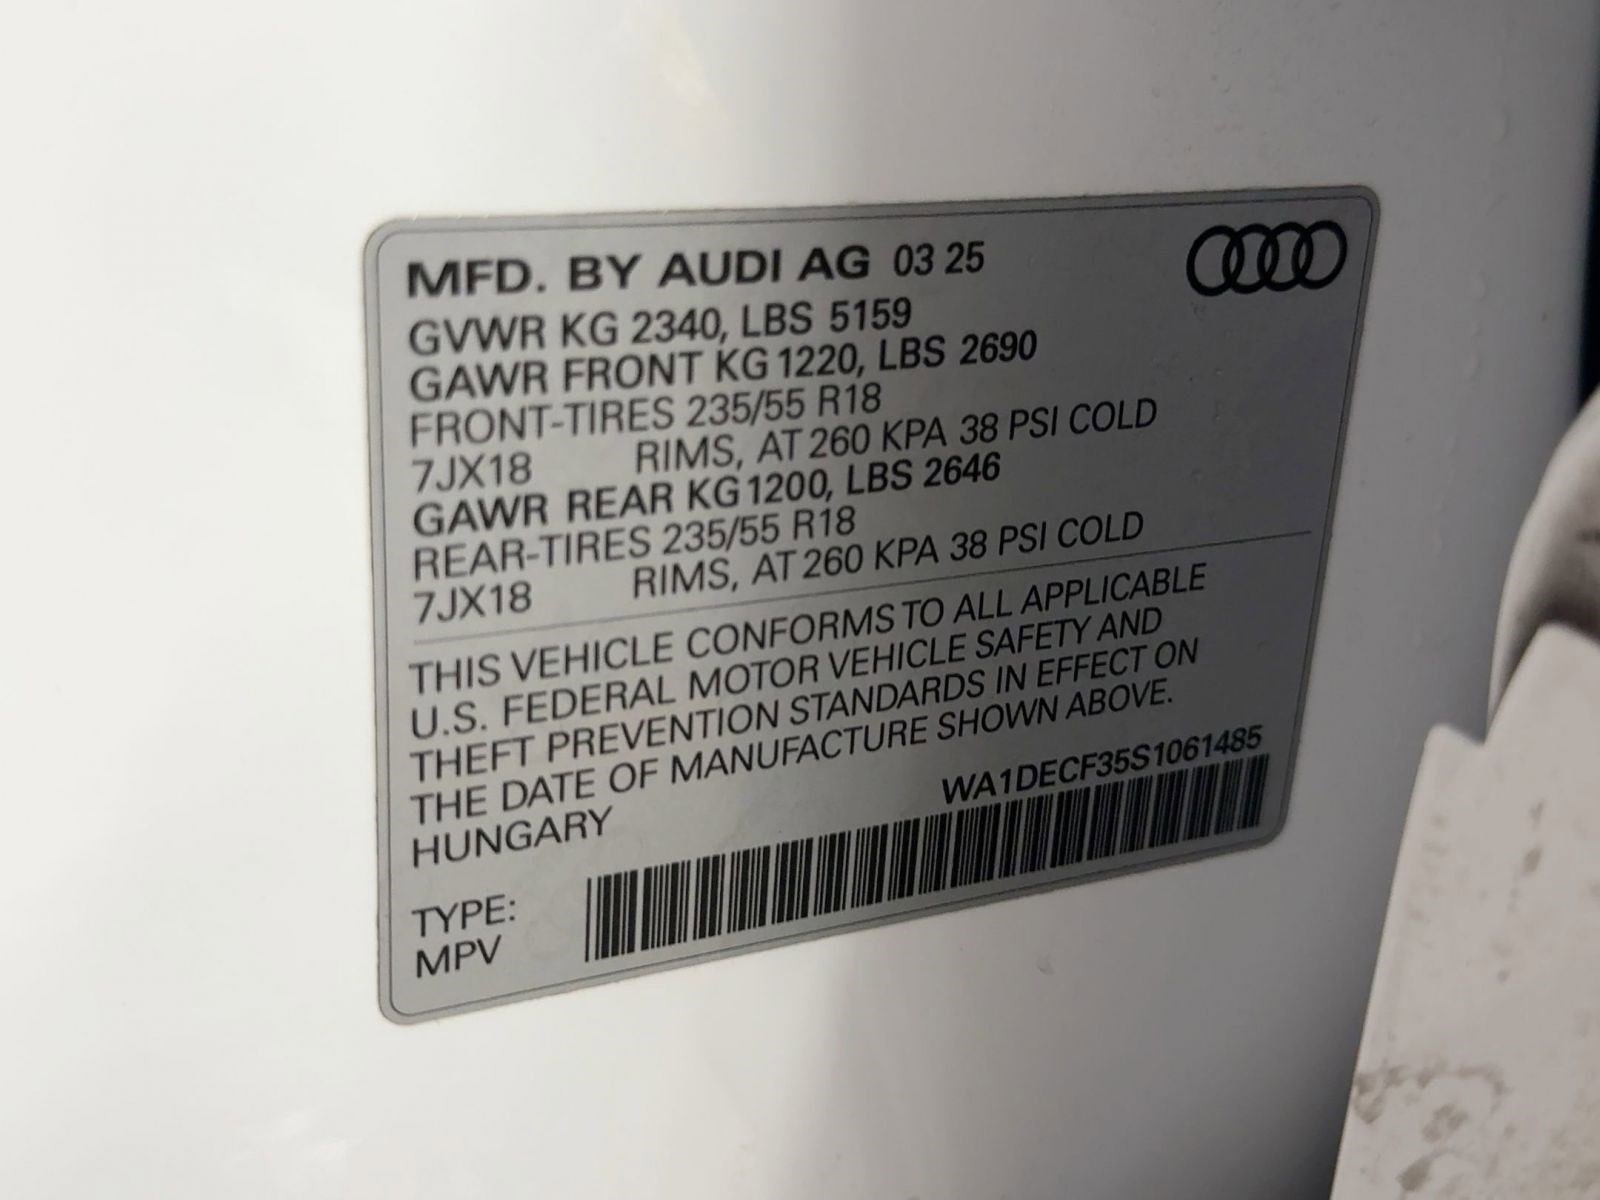 MFD. BY AUDI AG 03 25
GVWR KG 2340, LBS 5159
GAWR FRONT KG 1220, LBS 2690
FRONT-TIRES 235/55 R18
7JX18 RIMS, AT 260 KPA 38 PSI COLD
GAWR REAR KG 1200, LBS 2646
REAR-TIRES 235/55 R18
7JX18 RIMS, AT 260 KPA 38 PSI COLD
THIS VEHICLE CONFORMS TO ALL APPLICABLE
U.S. FEDERAL MOTOR VEHICLE SAFETY AND
THEFT PREVENTION STANDARDS IN EFFECT ON
THE DATE OF MANUFACTURE SHOWN ABOVE.
HUNGARY WA1DECF35S1061485
TYPE:
MPV